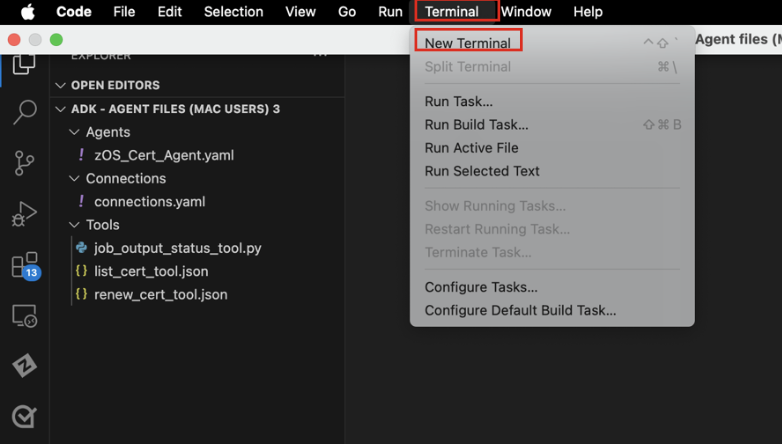 Code File Edit Selection View Go Run Terminal Window Help
Agent files (M
New Terminal ⌃⇧`
Split Terminal ⌘\
Run Task...
Run Build Task... ⇧⌘B
Run Active File
Run Selected Text
Show Running Tasks...
Restart Running Task...
Terminate Task...
Configure Tasks...
Configure Default Build Task...
EXPLORER
OPEN EDITORS
ADK - AGENT FILES (MAC USERS) 3
Agents
! zOS_Cert_Agent.yaml
Connections
! connections.yaml
Tools
job_output_status_tool.py
{} list_cert_tool.json
{} renew_cert_tool.json
13